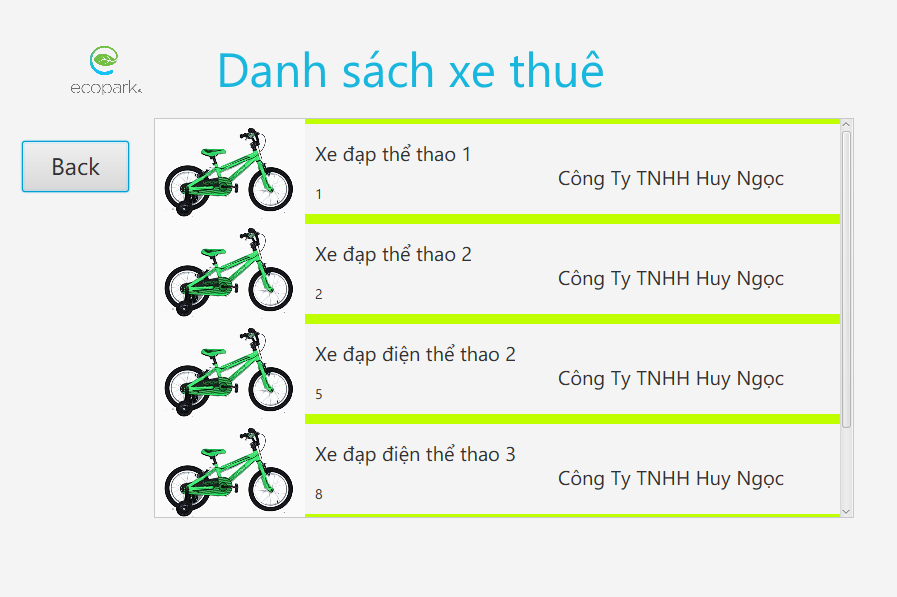 ecopark
Danh sách xe thuê
Back
Xe đạp thể thao 1
Công Ty TNHH Huy Ngọc
1
Xe đạp thể thao 2
Công Ty TNHH Huy Ngọc
2
Xe đạp điện thể thao 2
Công Ty TNHH Huy Ngọc
5
Xe đạp điện thể thao 3
Công Ty TNHH Huy Ngọc
8